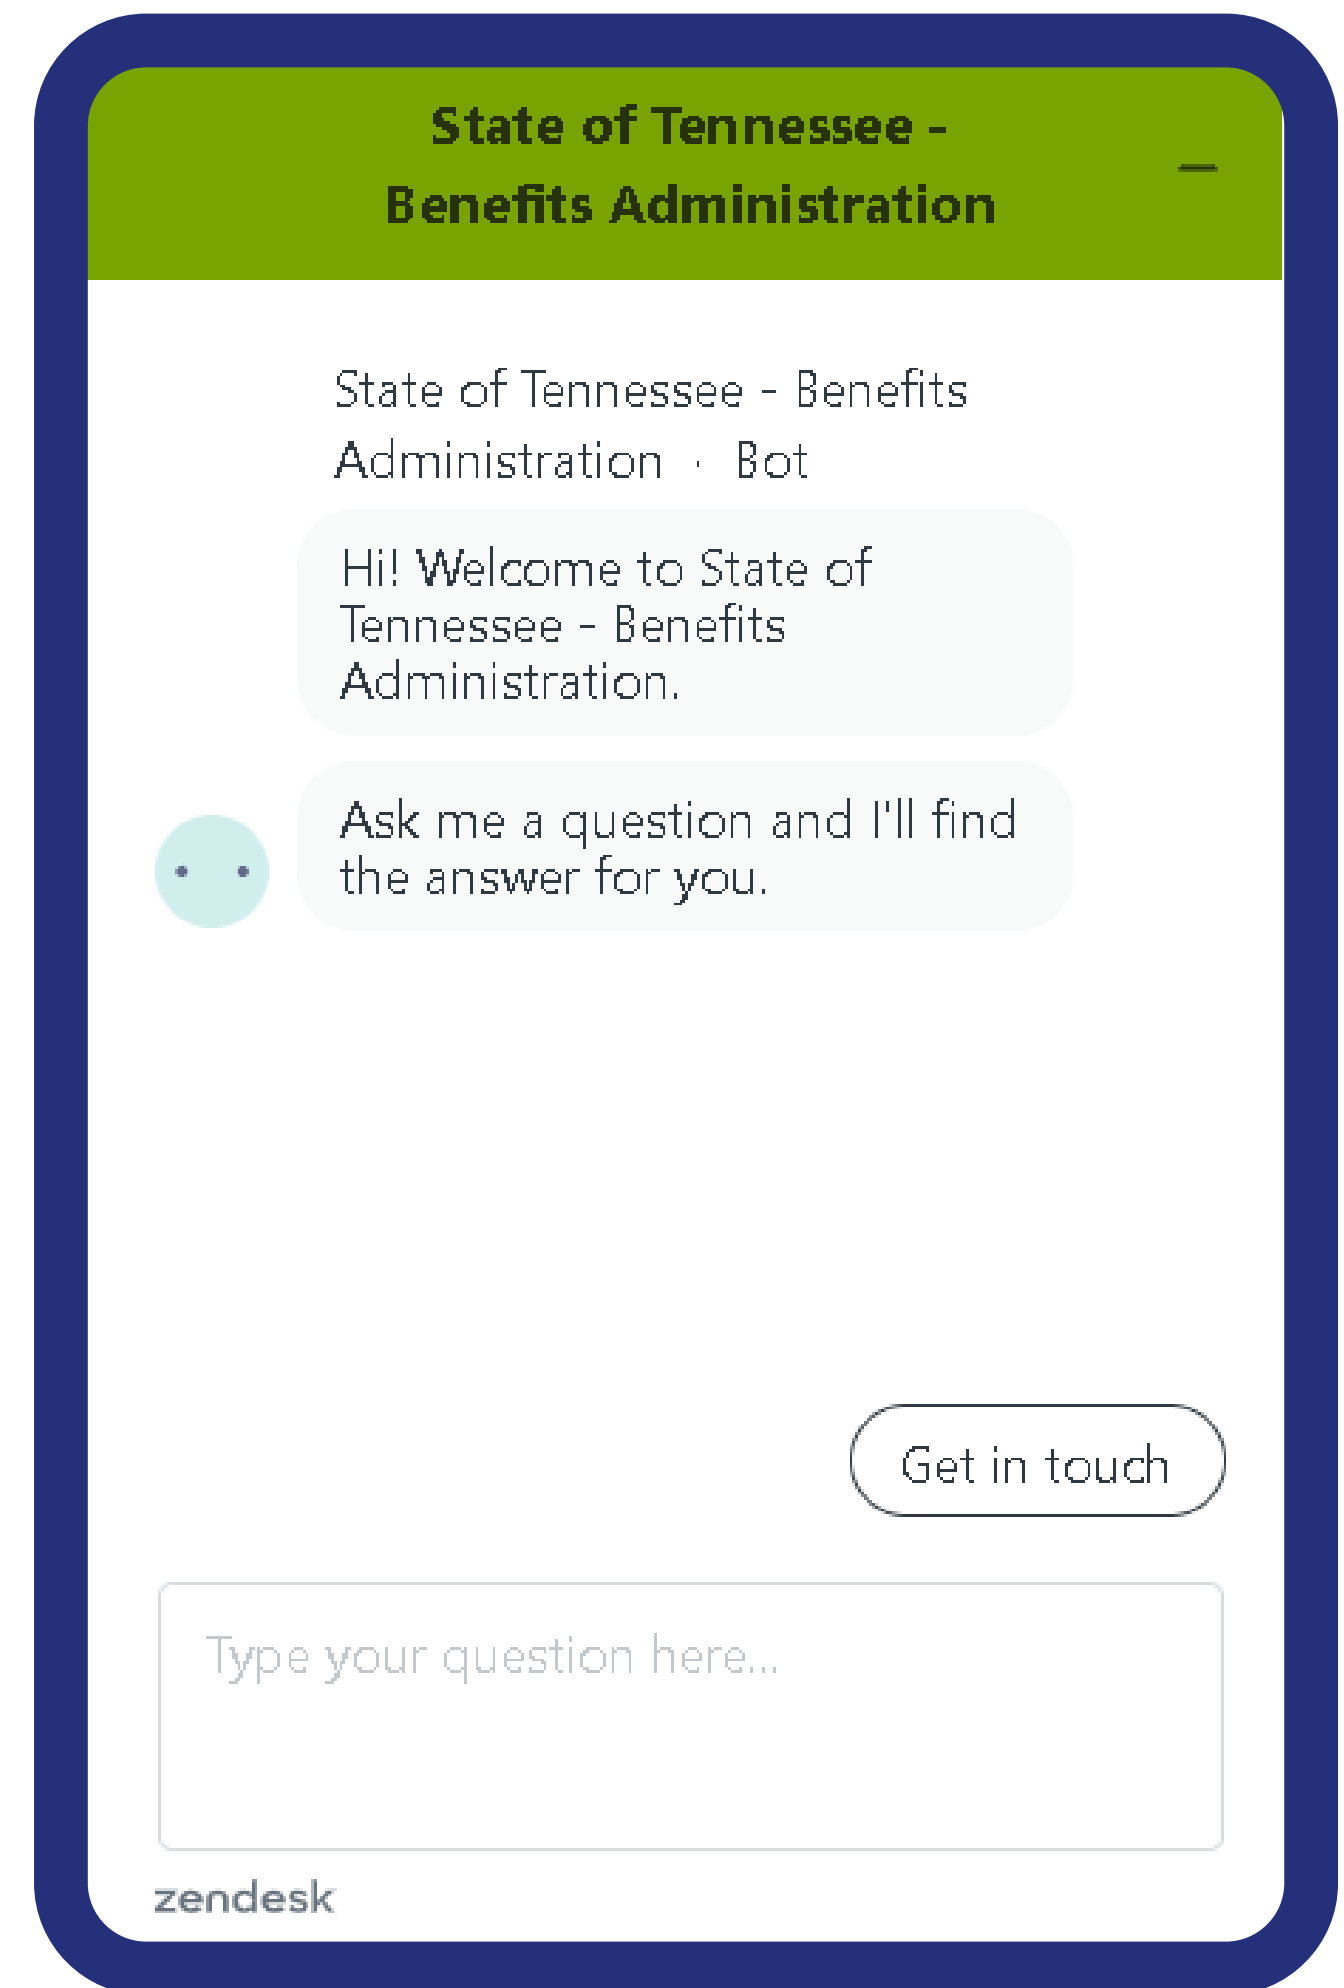 State of Tennessee -
Benefits Administration
State of Tennessee - Benefits
Administration · Bot
Hi! Welcome to State of
Tennessee - Benefits
Administration.
Ask me a question and I'll find
the answer for you.
Get in touch
Type your question here...
zendesk